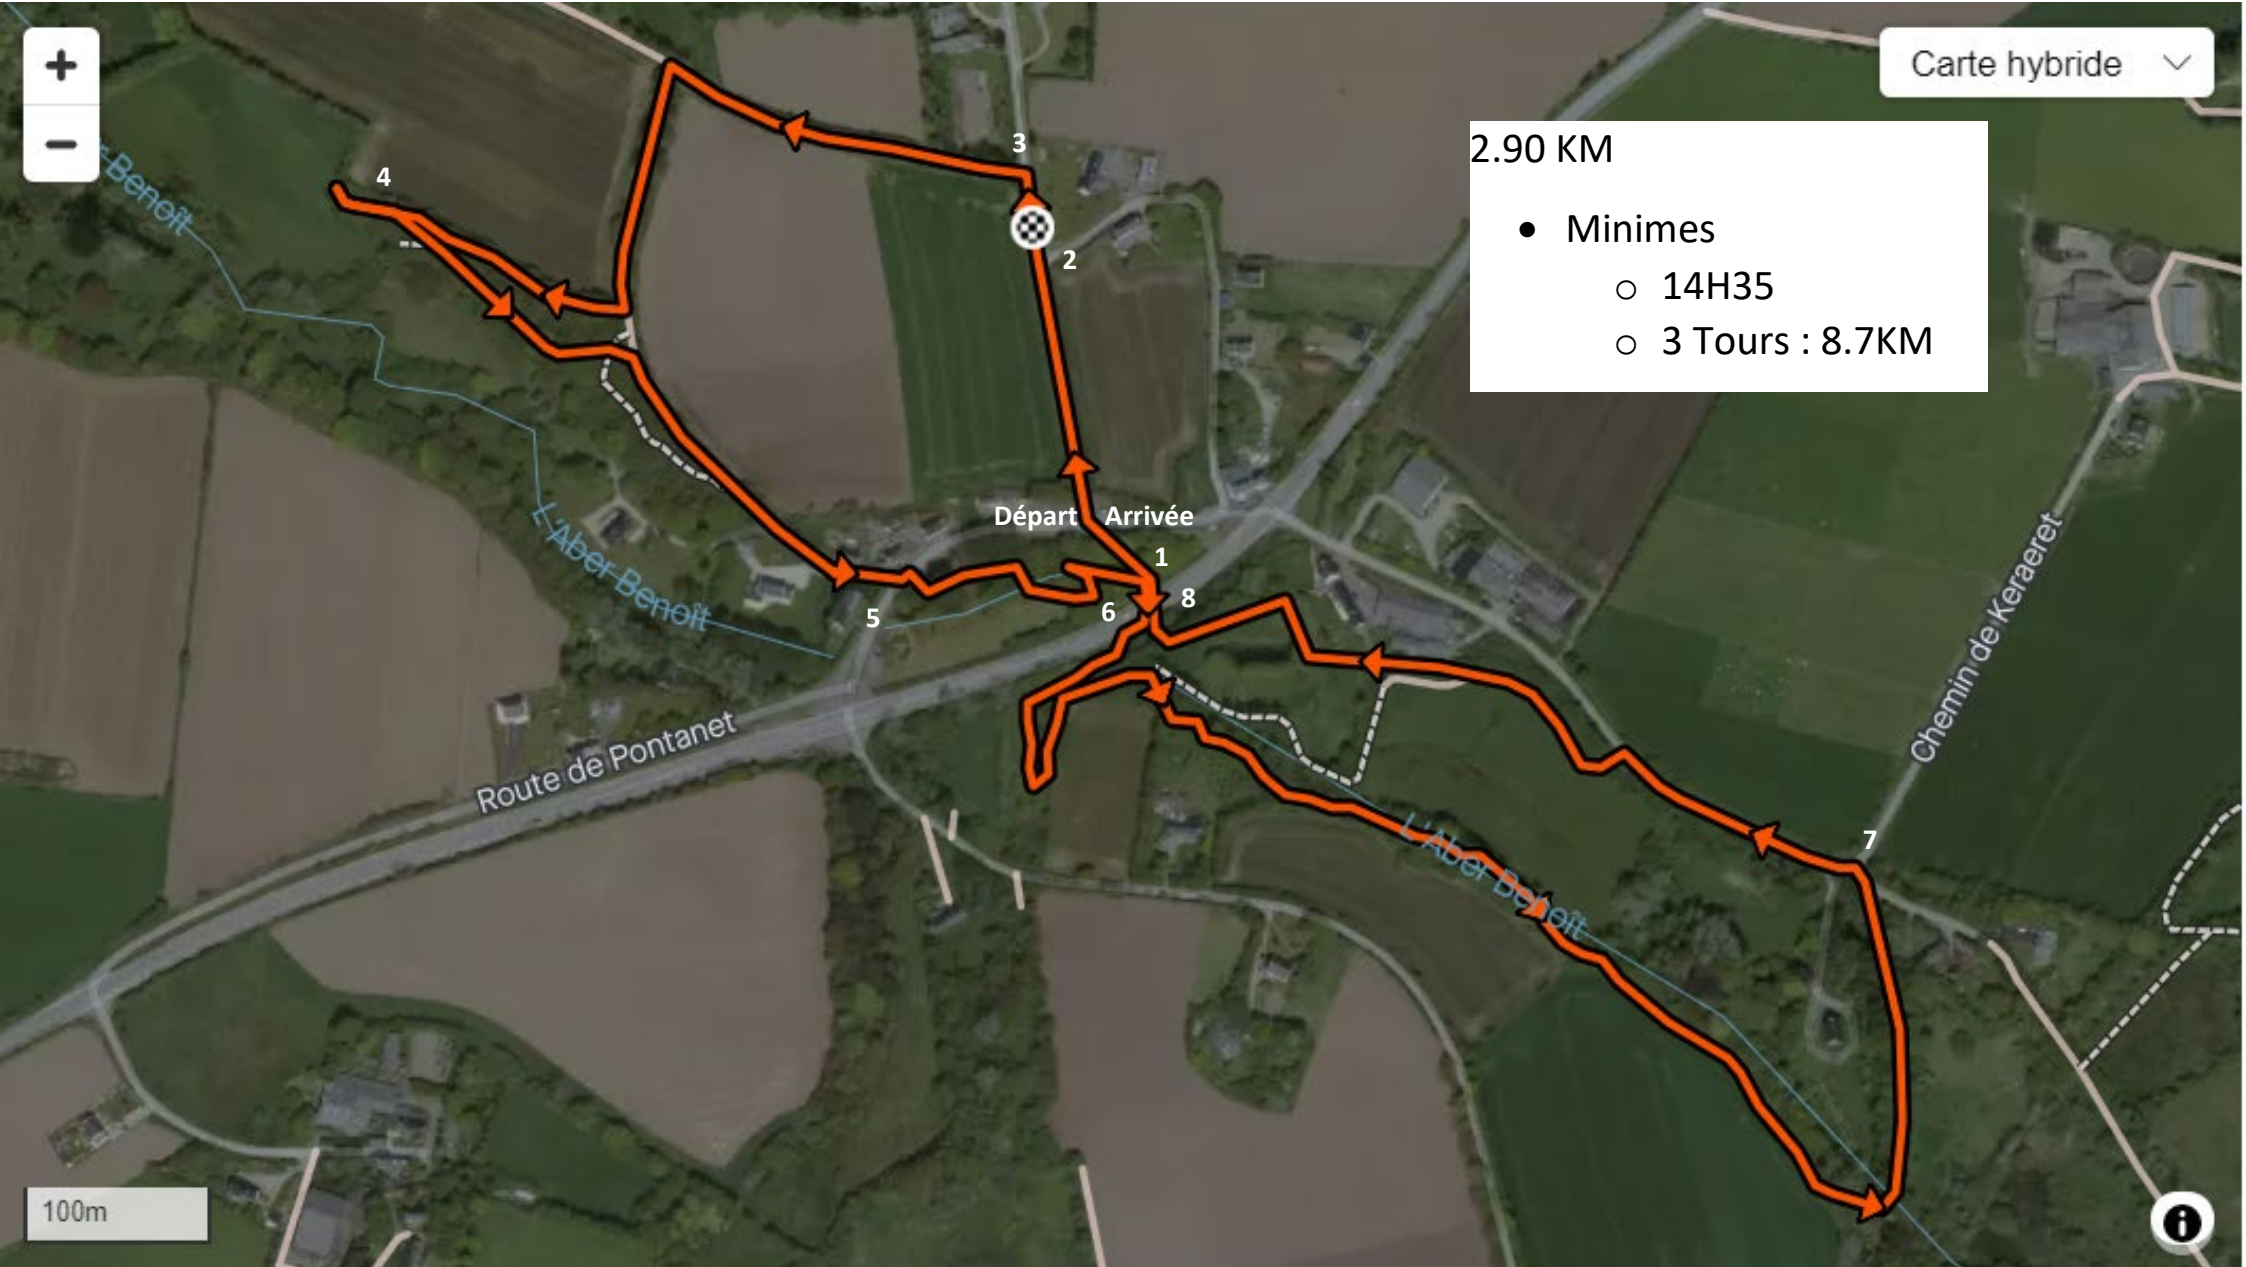 +
−
Carte hybride
2.90 KM
• Minimes
○ 14H35
○ 3 Tours : 8.7KM
3
4
Benoît
2
Départ
Arrivée
1
L'Aber Benoît
8
6
5
Chemin de Keraeret
Route de Pontanet
7
L'Aber Benoît
100m
i